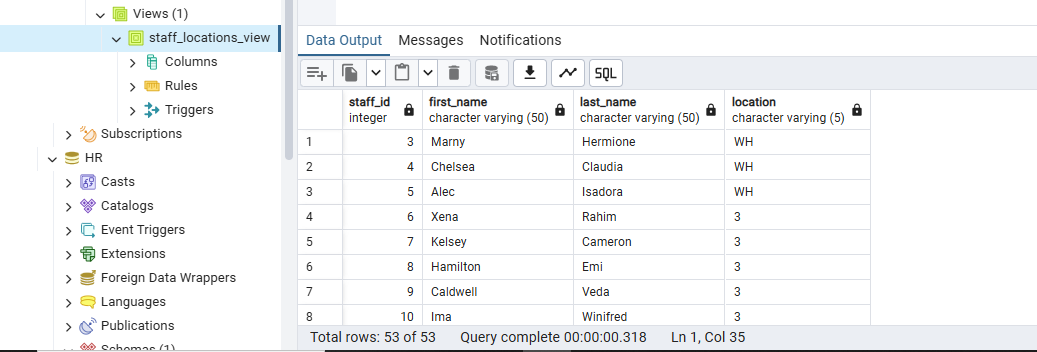 Views (1)
staff_locations_view
Columns
Rules
Triggers
Subscriptions
HR
Casts
Catalogs
Event Triggers
Extensions
Foreign Data Wrappers
Languages
Publications
Schemas (1)
Data Output Messages Notifications
SQL
staff_id first_name last_name location
integer character varying (50) character varying (50) character varying (5)
1 3 Marny Hermione WH
2 4 Chelsea Claudia WH
3 5 Alec Isadora WH
4 6 Xena Rahim 3
5 7 Kelsey Cameron 3
6 8 Hamilton Emi 3
7 9 Caldwell Veda 3
8 10 Ima Winifred 3
Total rows: 53 of 53 Query complete 00:00:00.318 Ln 1, Col 35